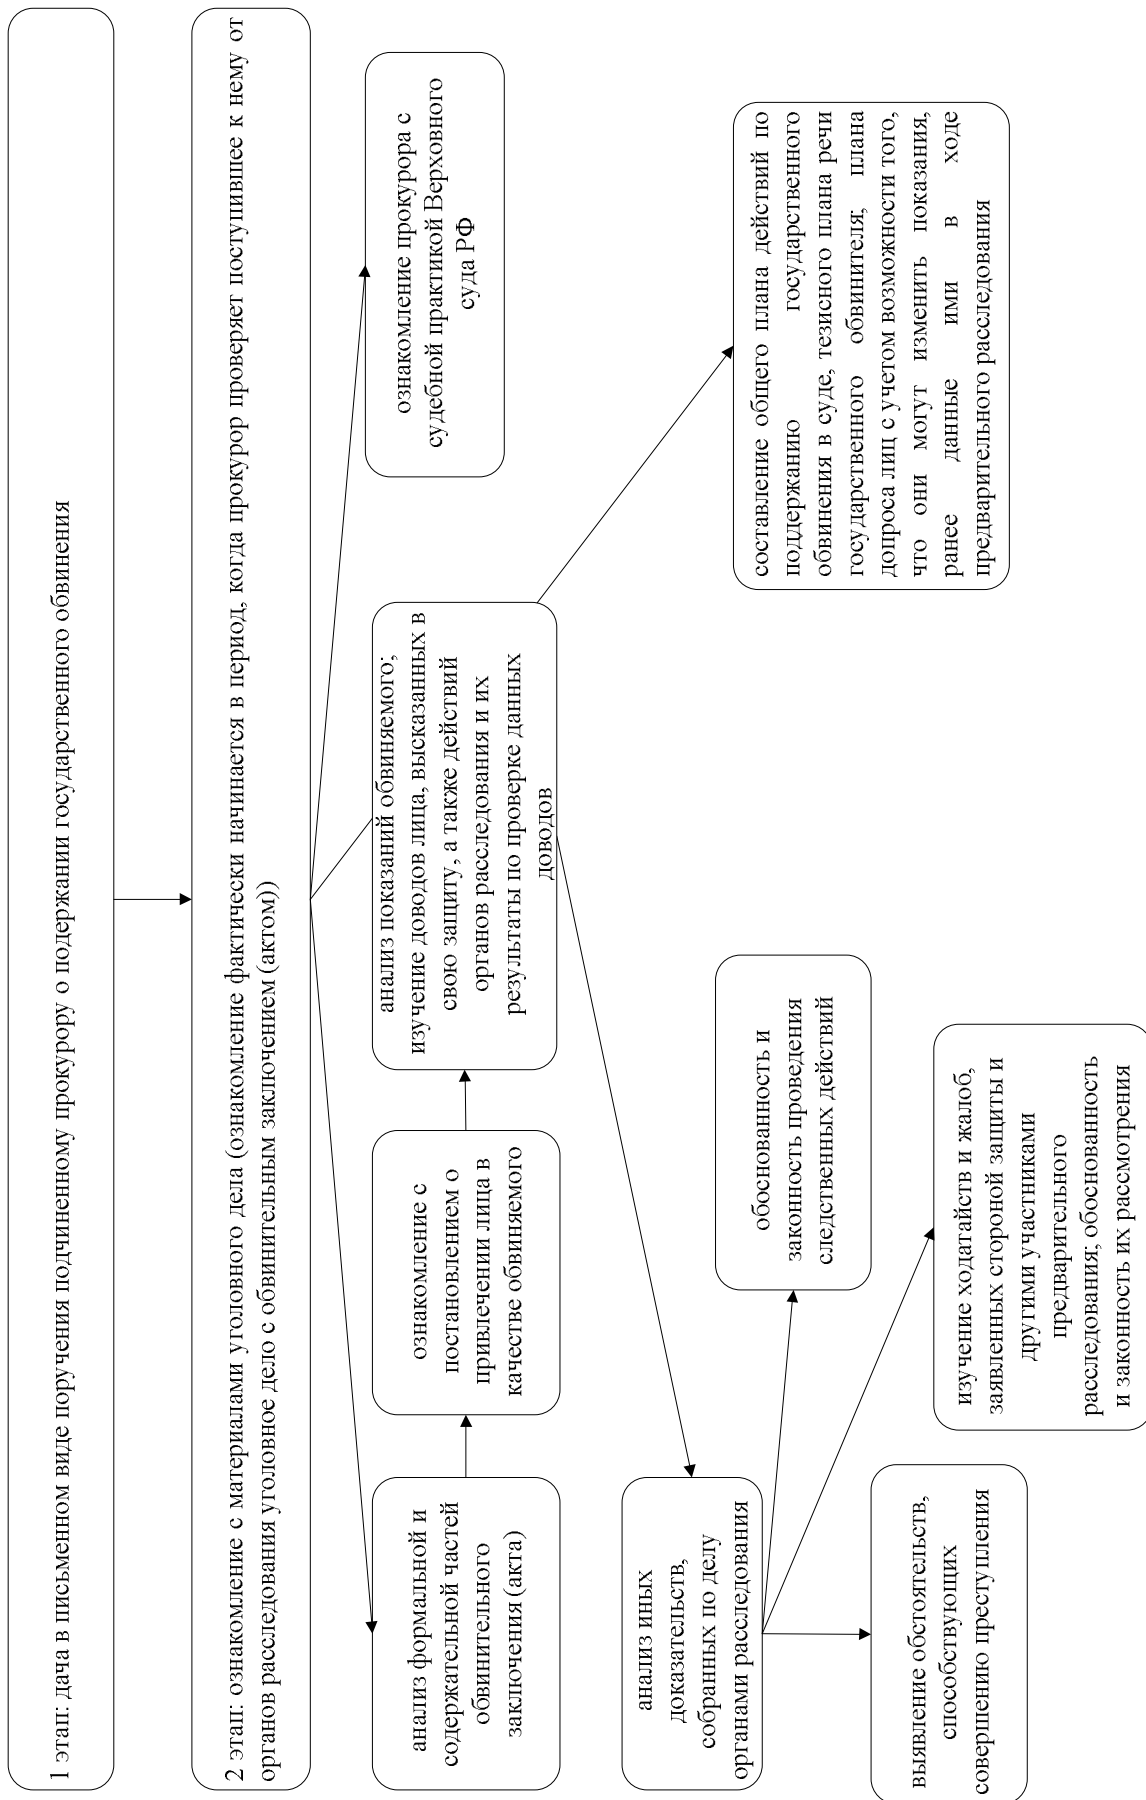 1 этап: дача в письменном виде поручения подчиненному прокурору о подержании государственного обвинения
2 этап: ознакомление с материалами уголовного дела (ознакомление фактически начинается в период, когда прокурор проверяет поступившее к нему от
органов расследования уголовное дело с обвинительным заключением (актом))
анализ формальной и
содержательной частей
обвинительного
заключения (акта)
ознакомление с
постановлением о
привлечении лица в
качестве обвиняемого
анализ показаний обвиняемого;
изучение доводов лица, высказанных в
свою защиту, а также действий
органов расследования и их
результаты по проверке данных
доводов
ознакомление прокурора с
судебной практикой Верховного
суда РФ
анализ иных
доказательств,
собранных по делу
органами расследования
обоснованность и
законность проведения
следственных действий
составление общего плана действий по
поддержанию государственного
обвинения в суде, тезисного плана речи
государственного обвинителя; плана
допроса лиц с учетом возможности того,
что они могут изменить показания,
ранее данные ими в ходе
предварительного расследования
выявление обстоятельств,
способствующих
совершению преступления
изучение ходатайств и жалоб,
заявленных стороной защиты и
другими участниками
предварительного
расследования; обоснованность
и законность их рассмотрения